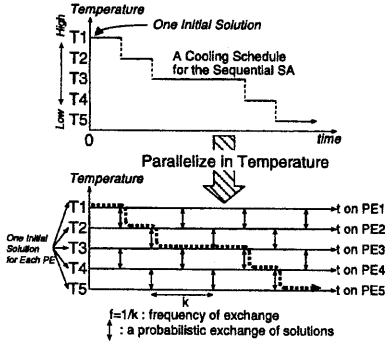 Temperature
One Initial Solution
High
Low
T1
T2
T3
T4
T5
A Cooling Schedule
for the Sequential SA
time
Parallelize in Temperature
Temperature
One Initial
Solution
for Each PE
T1
T2
T3
T4
T5
t on PE1
t on PE2
t on PE3
t on PE4
t on PE5
k
f=1/k : frequency of exchange
: a probabilistic exchange of solutions